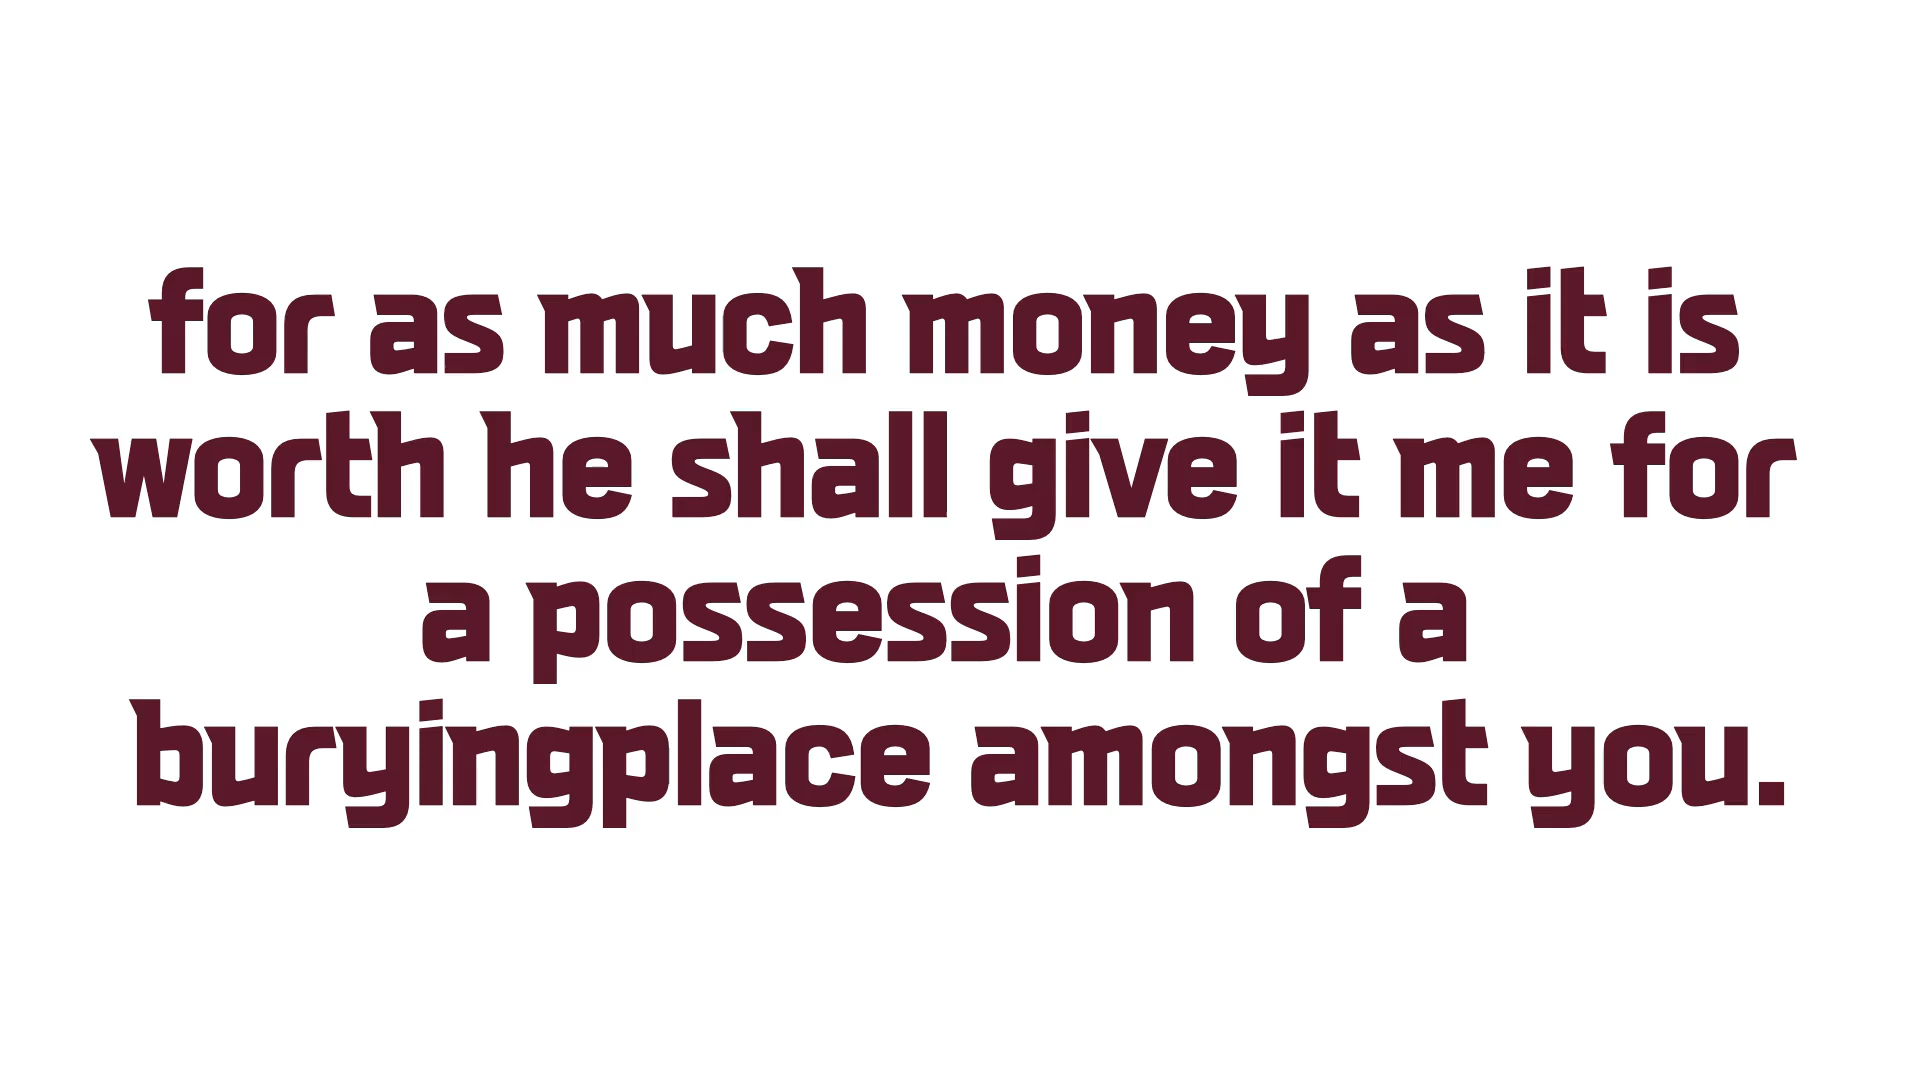 for as much money as it is
worth he shall give it me for
a possession of a
buryingplace amongst you.